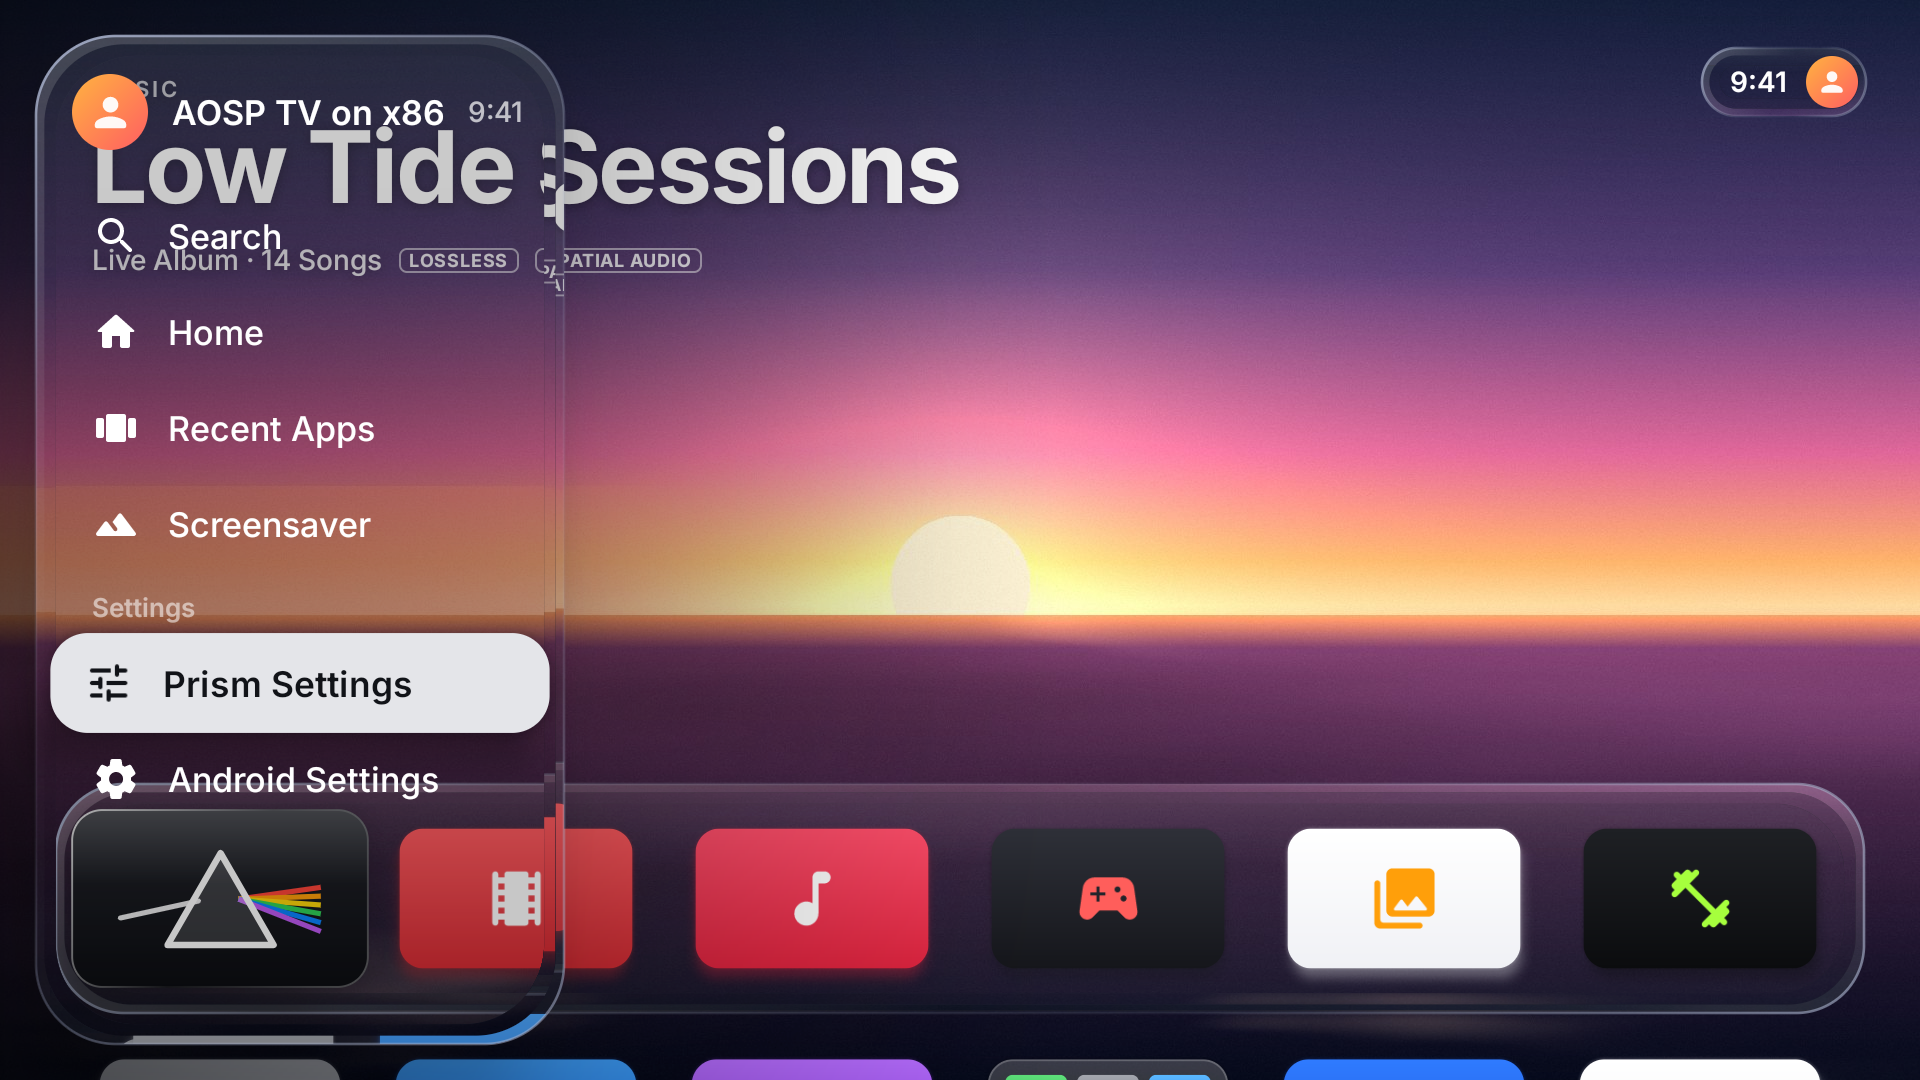 SIC
AOSP TV on x86 9:41
9:41
Low Tide Sessions
Search
Live Album · 14 Songs LOSSLESS PATIAL AUDIO
Home
Recent Apps
Screensaver
Settings
Prism Settings
Android Settings